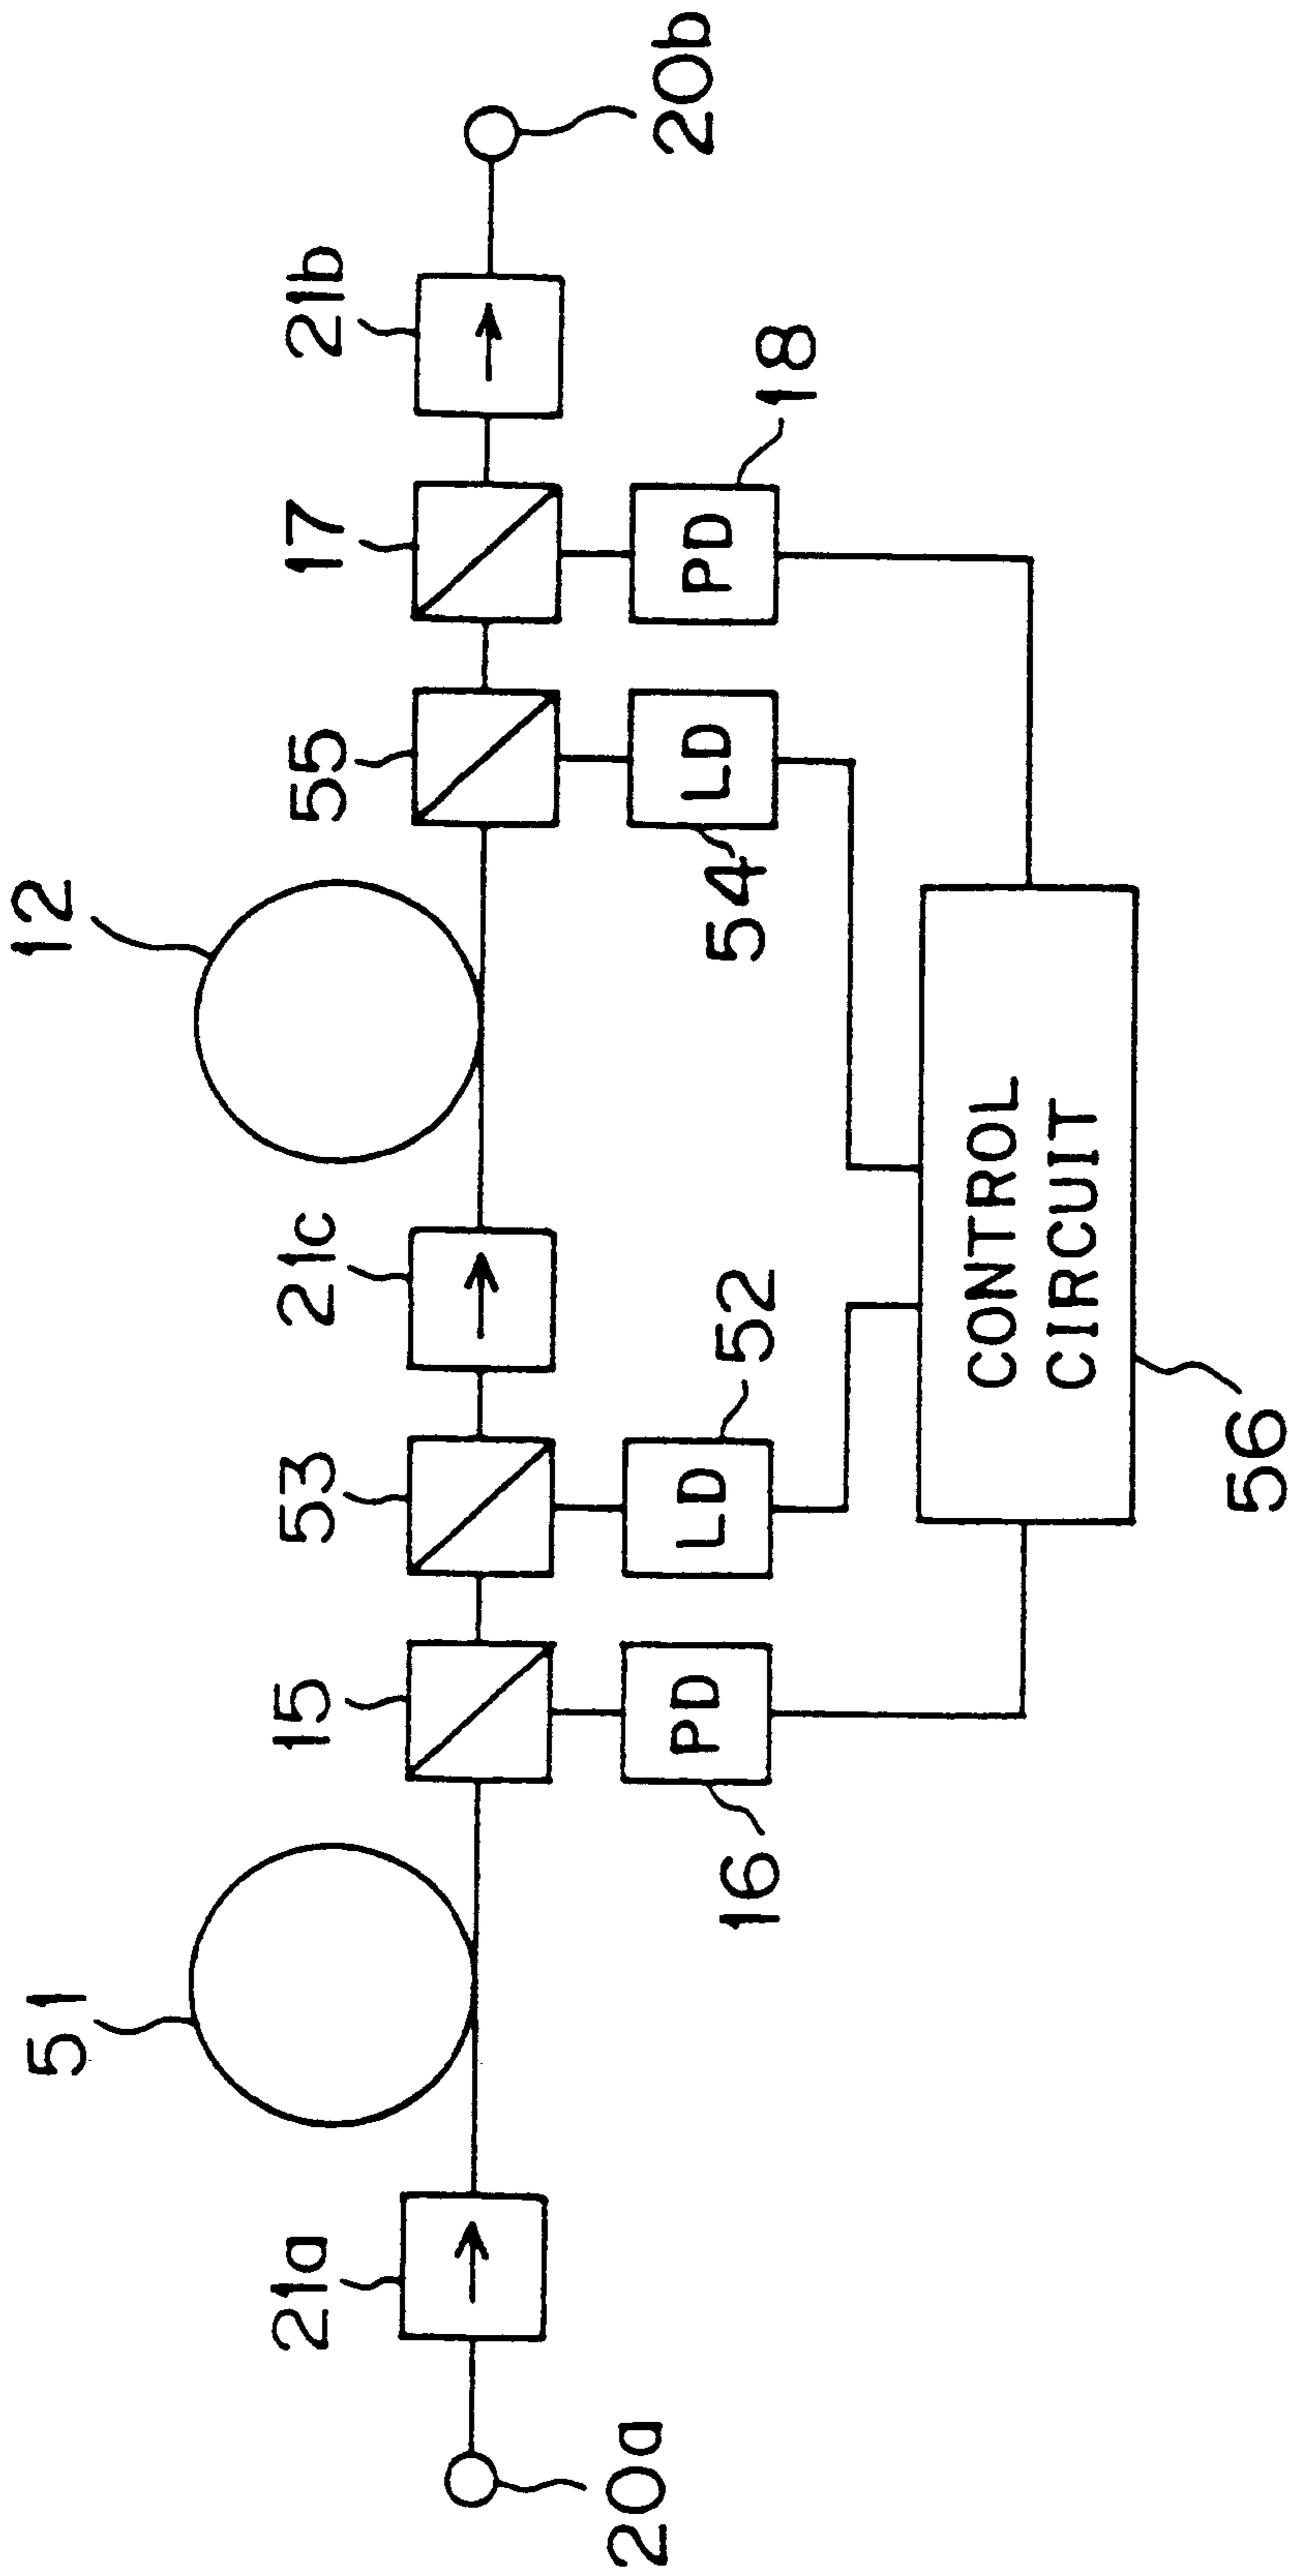 12
51
21a
15
53
21c
55
17
21b
20a
16
PD
LD
52
54
LD
PD
18
20b
CONTROL
CIRCUIT
56